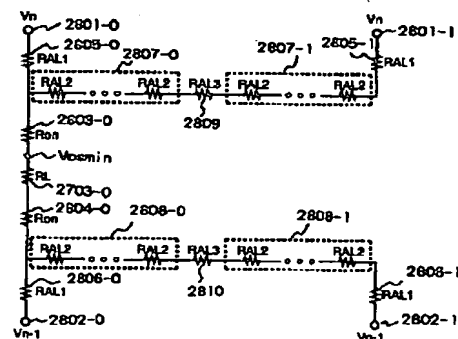 Vn
2801-0
2805-0
RAL1
2807-0
RAL2
RAL2
RAL3
2809
2807-1
RAL2
RAL2
Vn
2801-1
2805-1
RAL1
2603-0
Ron
Vosmin
RL
2703-0
2804-0
Ron
2808-0
RAL2
RAL2
RAL3
2810
2808-1
RAL2
RAL2
2806-0
RAL1
Vn-1
2802-0
2608-1
RAL1
2802-1
Vn-1